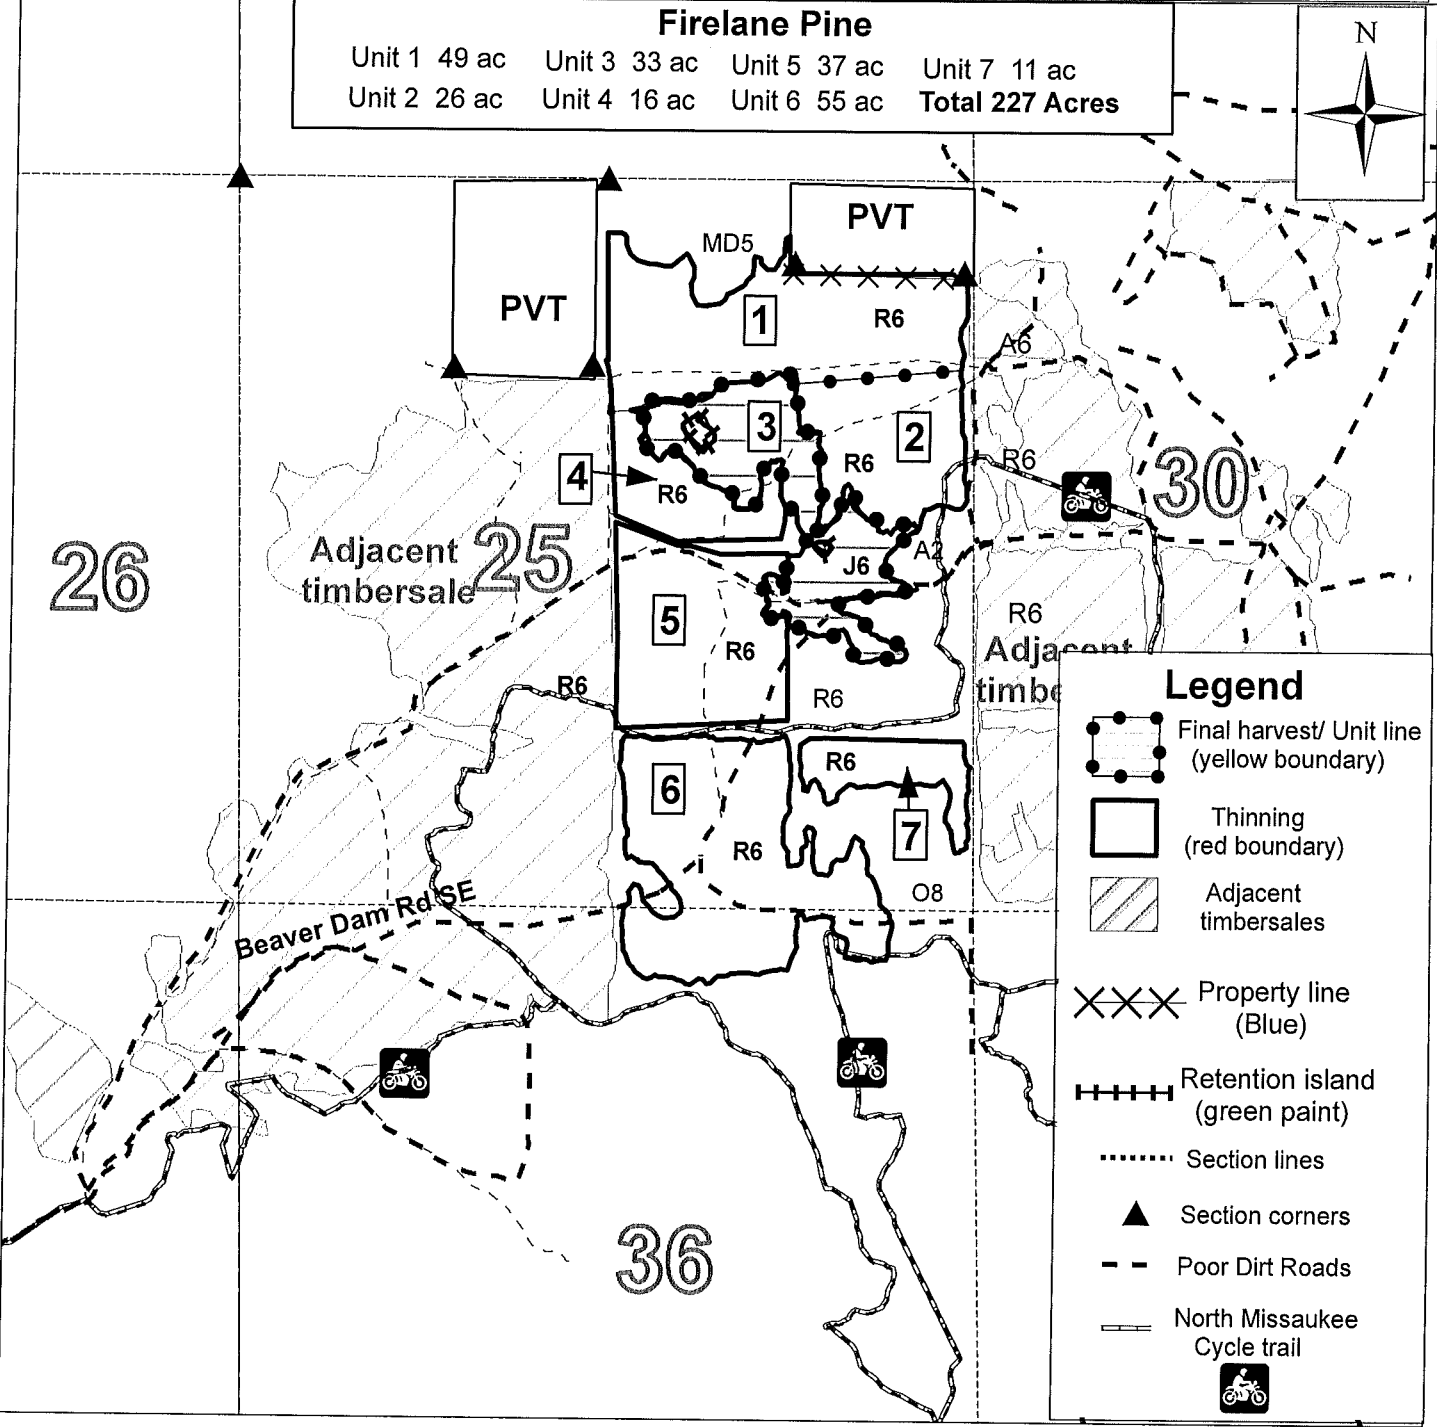 Firelane Pine
Unit 1 49 ac Unit 3 33 ac Unit 5 37 ac Unit 7 11 ac
Unit 2 26 ac Unit 4 16 ac Unit 6 55 ac Total 227 Acres
N
PVT
MD5
PVT
1
R6
A6
3
2
4
R6
R6
R6
30
26
Adjacent
timbersale
25
A2
J6
5
R6
R6
Adjacent
timbe
R6
R6
6
R6
7
R6
O8
Beaver Dam Rd SE
36
Legend
Final harvest/ Unit line
(yellow boundary)
Thinning
(red boundary)
Adjacent
timbersales
Property line
(Blue)
Retention island
(green paint)
Section lines
Section corners
Poor Dirt Roads
North Missaukee
Cycle trail